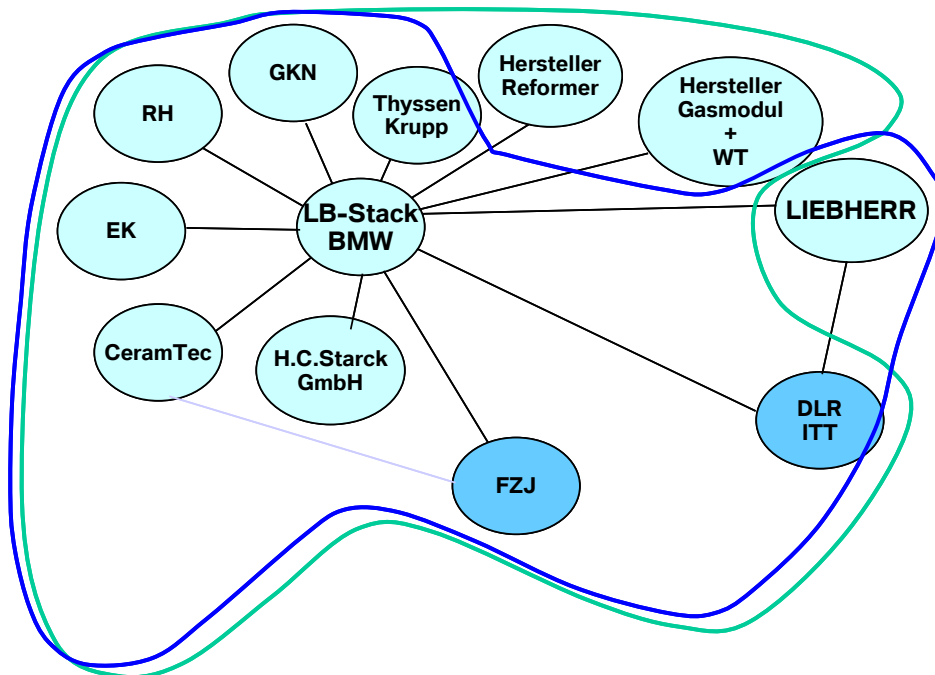 GKN
Hersteller
Reformer
Hersteller
Gasmodul
+
WT
RH
Thyssen
Krupp
LB-Stack
BMW
LIEBHERR
EK
CeramTec
H.C.Starck
GmbH
DLR
ITT
FZJ